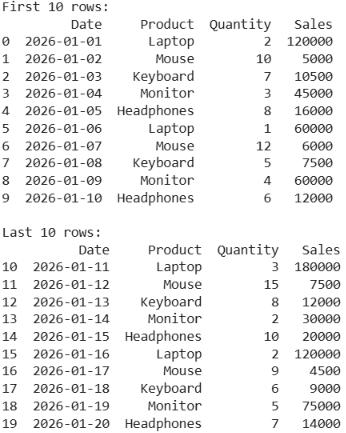 First 10 rows:
Date Product Quantity Sales
0 2026-01-01 Laptop 2 120000
1 2026-01-02 Mouse 10 5000
2 2026-01-03 Keyboard 7 10500
3 2026-01-04 Monitor 3 45000
4 2026-01-05 Headphones 8 16000
5 2026-01-06 Laptop 1 60000
6 2026-01-07 Mouse 12 6000
7 2026-01-08 Keyboard 5 7500
8 2026-01-09 Monitor 4 60000
9 2026-01-10 Headphones 6 12000
Last 10 rows:
Date Product Quantity Sales
10 2026-01-11 Laptop 3 180000
11 2026-01-12 Mouse 15 7500
12 2026-01-13 Keyboard 8 12000
13 2026-01-14 Monitor 2 30000
14 2026-01-15 Headphones 10 20000
15 2026-01-16 Laptop 2 120000
16 2026-01-17 Mouse 9 4500
17 2026-01-18 Keyboard 6 9000
18 2026-01-19 Monitor 5 75000
19 2026-01-20 Headphones 7 14000